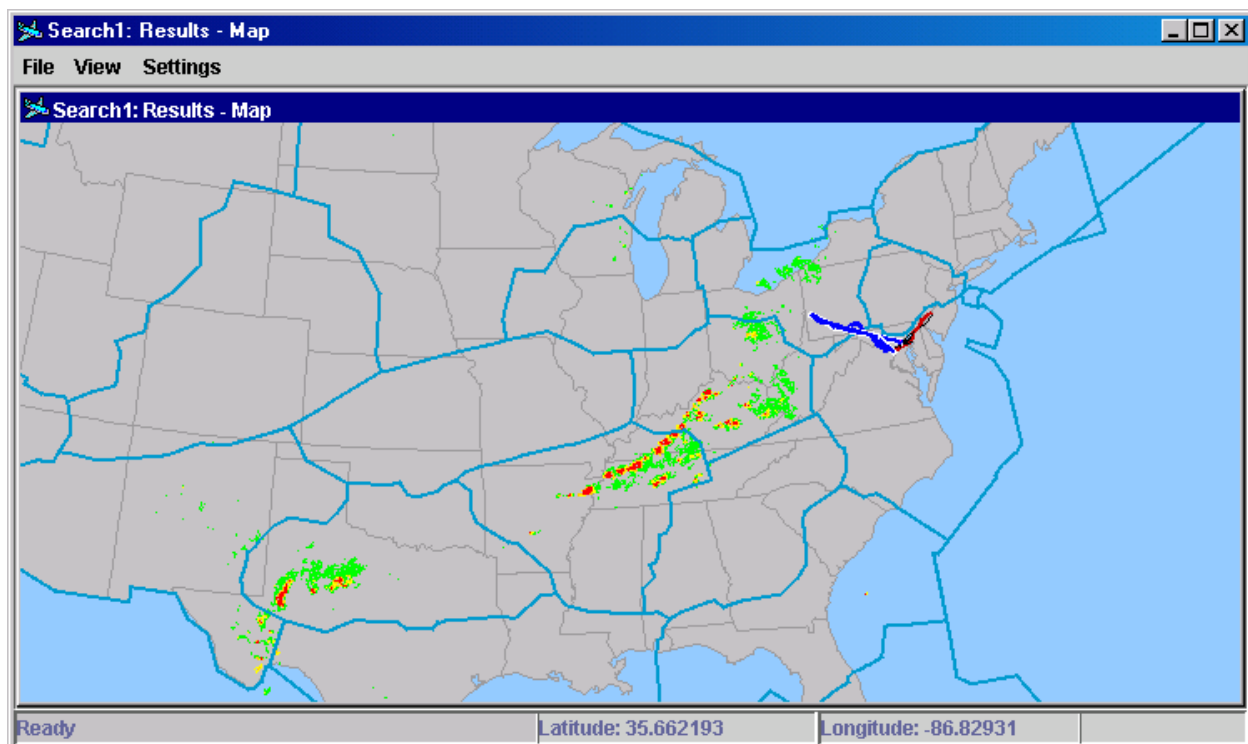 Search1: Results - Map
File View Settings
Search1: Results - Map
Ready Latitude: 35.662193 Longitude: -86.82931